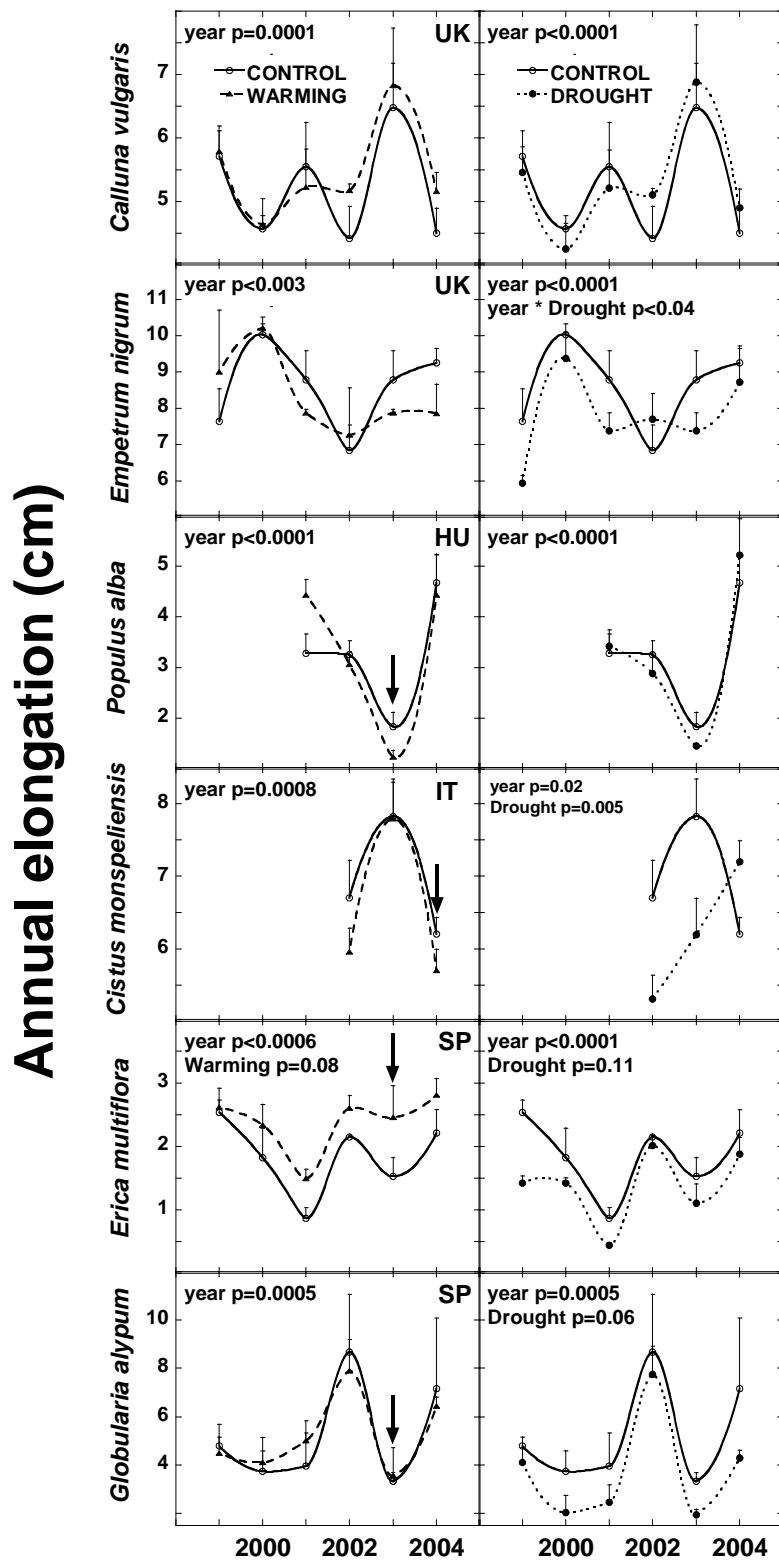 Annual elongation (cm)
Calluna vulgaris
year p=0.0001
UK
CONTROL
WARMING
7
6
5
year p<0.0001
CONTROL
DROUGHT
Empetrum nigrum
year p<0.003
UK
11
10
9
8
7
6
year p<0.0001
year * Drought p<0.04
Populus alba
year p<0.0001
HU
5
4
3
2
year p<0.0001
Cistus monspeliensis
year p=0.0008
IT
8
7
6
year p=0.02
Drought p=0.005
Erica multiflora
year p<0.0006
Warming p=0.08
SP
3
2
1
year p<0.0001
Drought p=0.11
Globularia alypum
year p=0.0005
SP
10
8
6
4
year p=0.0005
Drought p=0.06
2000 2002 2004
2000 2002 2004